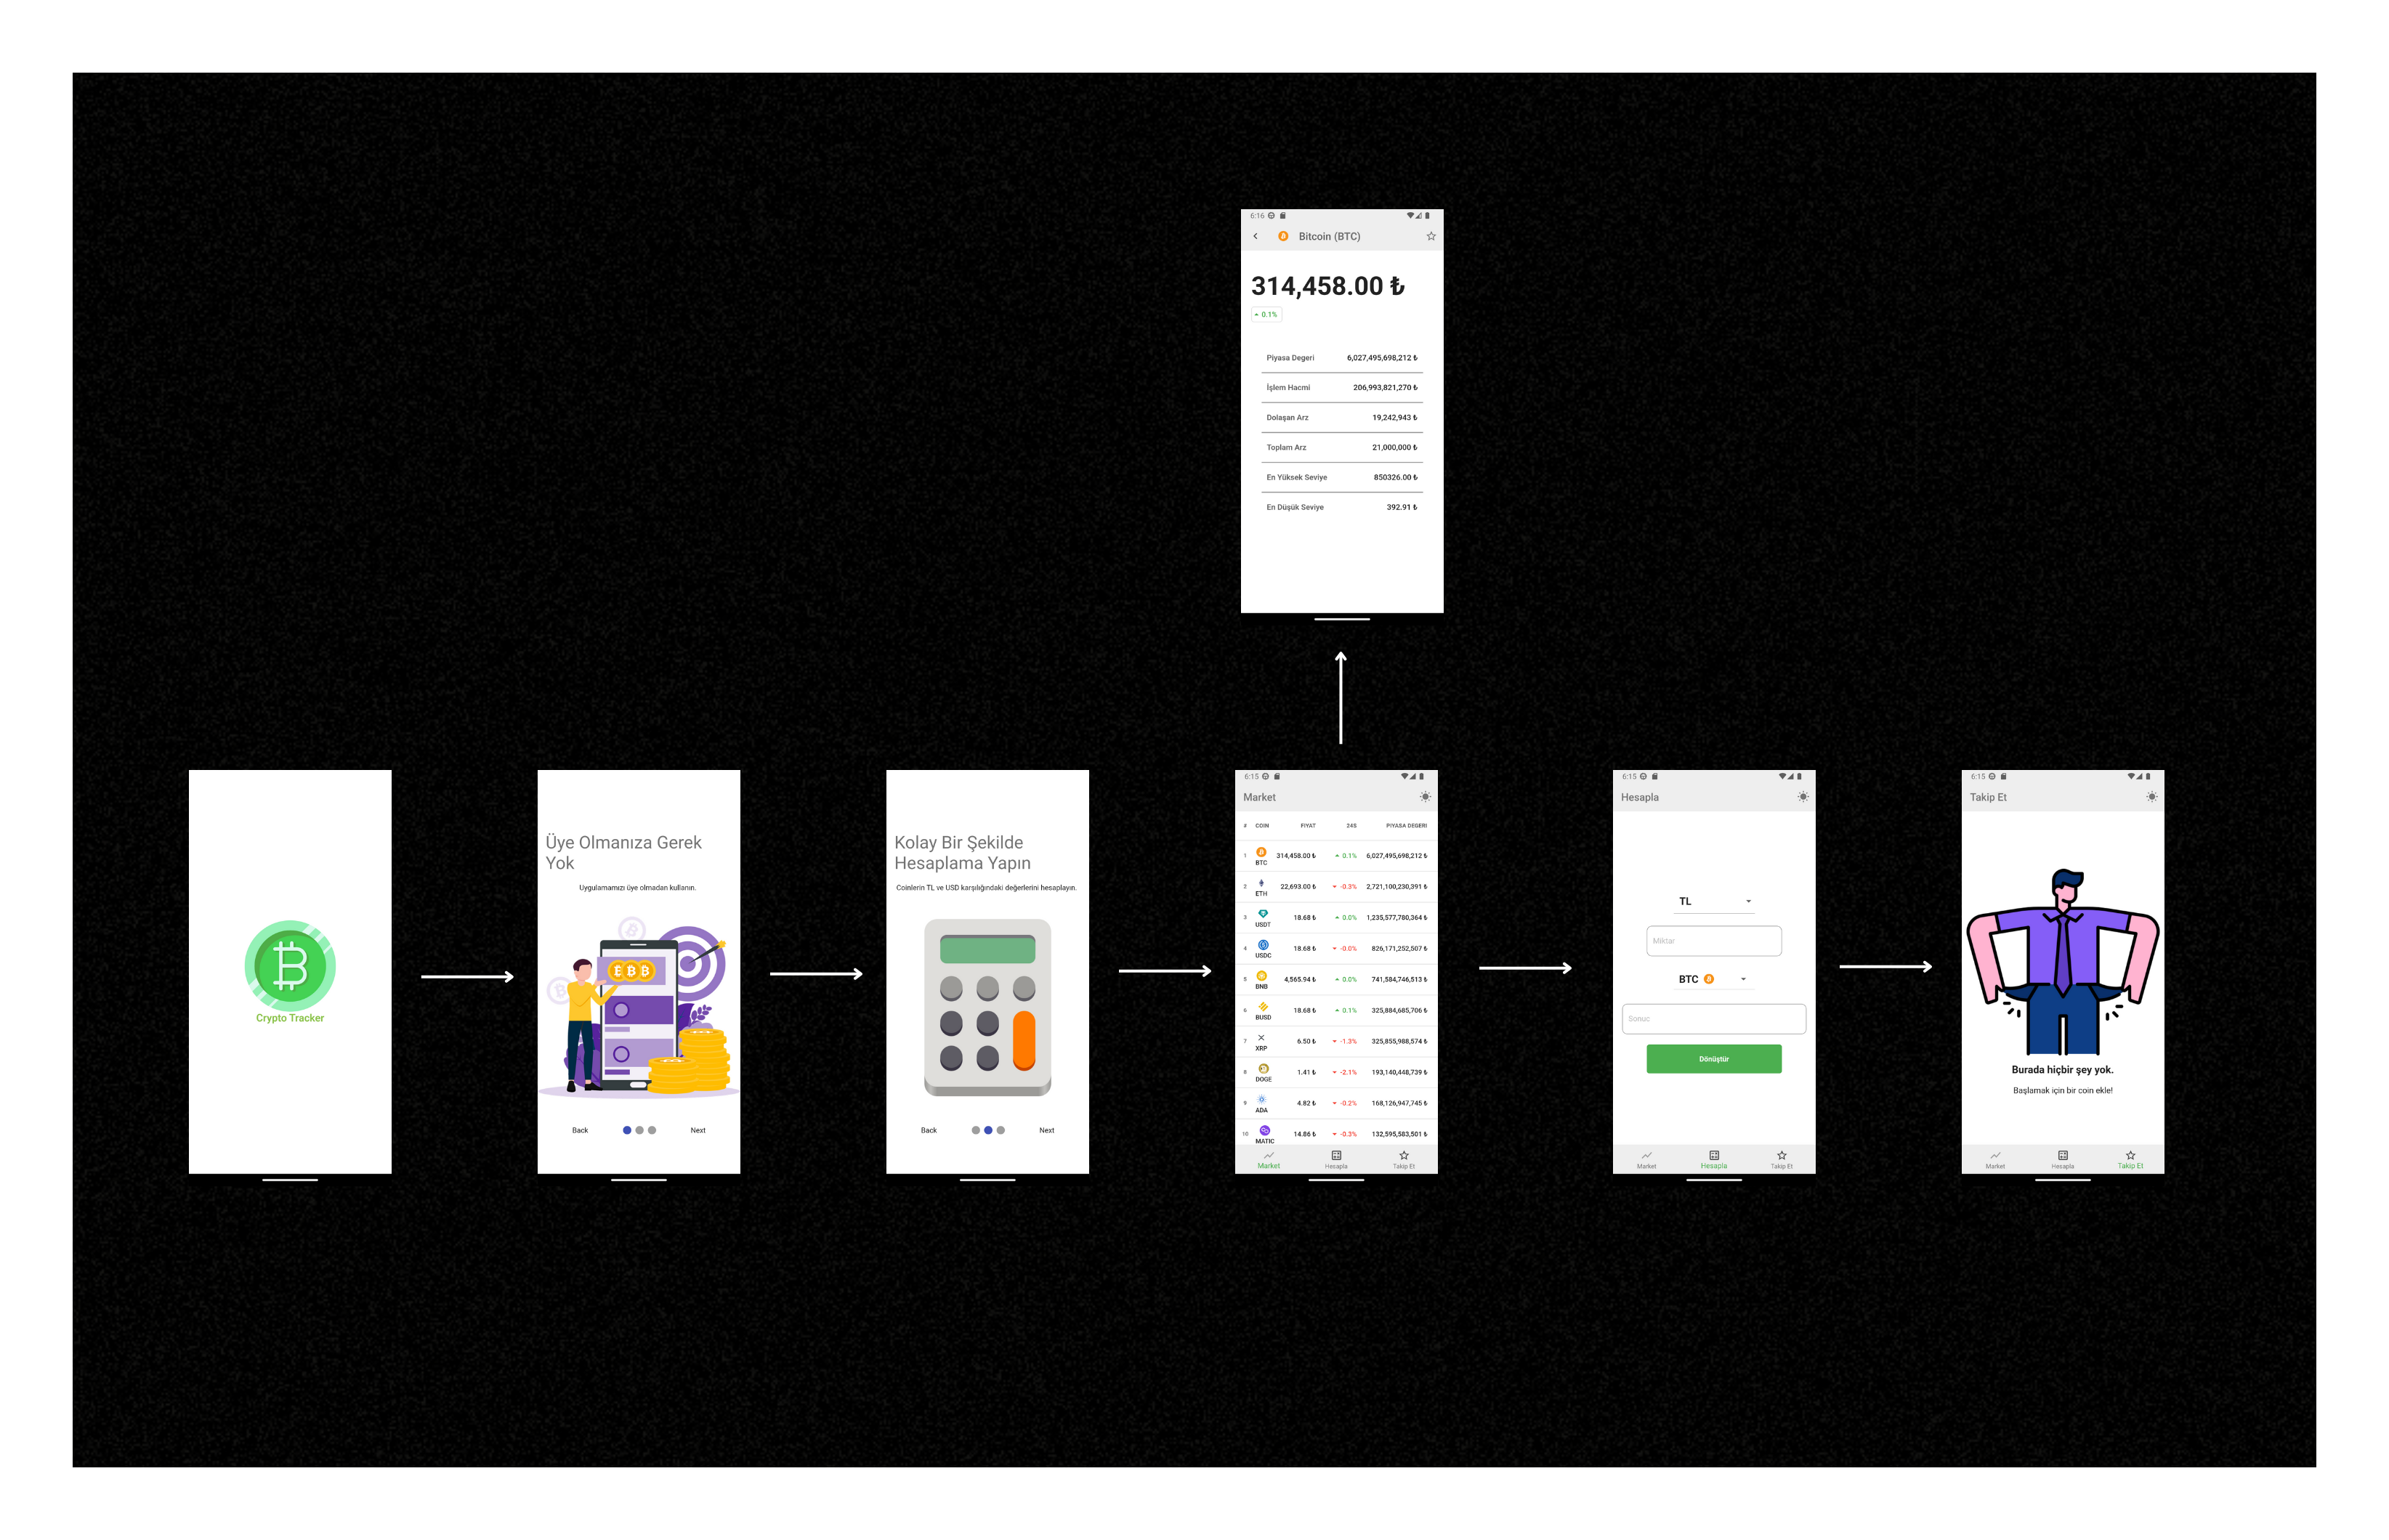 6:16
Bitcoin (BTC)
314,458.00 ₺
0.1%
Piyasa Degeri 6,027,495,698,212 ₺
İşlem Hacmi 206,993,821,270 ₺
Dolaşan Arz 19,242,943 ₺
Toplam Arz 21,000,000 ₺
En Yüksek Seviye 850326.00 ₺
En Düşük Seviye 392.91 ₺
Crypto Tracker
Üye Olmanıza Gerek
Yok
Uygulamamızı üye olmadan kullanın.
Back Next
Kolay Bir Şekilde
Hesaplama Yapın
Coinlerin TL ve USD karşılığındaki değerlerini hesaplayın.
Back Next
6:15
Market
# COIN FIYAT 24S PIYASA DEGERI
1 BTC 314,458.00 ₺ 0.1% 6,027,495,698,212 ₺
2 ETH 22,693.00 ₺ -0.3% 2,721,100,230,391 ₺
3 USDT 18.68 ₺ 0.0% 1,235,577,780,364 ₺
4 USDC 18.68 ₺ -0.0% 826,171,252,507 ₺
5 BNB 4,565.94 ₺ 0.0% 741,584,746,513 ₺
6 BUSD 18.68 ₺ 0.1% 325,884,685,706 ₺
7 XRP 6.50 ₺ -1.3% 325,855,988,574 ₺
8 DOGE 1.41 ₺ -2.1% 193,140,448,739 ₺
9 ADA 4.82 ₺ -0.2% 168,126,947,745 ₺
10 MATIC 14.86 ₺ -0.3% 132,595,583,501 ₺
Market Hesapla Takip Et
6:15
Hesapla
TL
Miktar
BTC
Sonuc
Dönüştür
Market Hesapla Takip Et
6:15
Takip Et
Burada hiçbir şey yok.
Başlamak için bir coin ekle!
Market Hesapla Takip Et